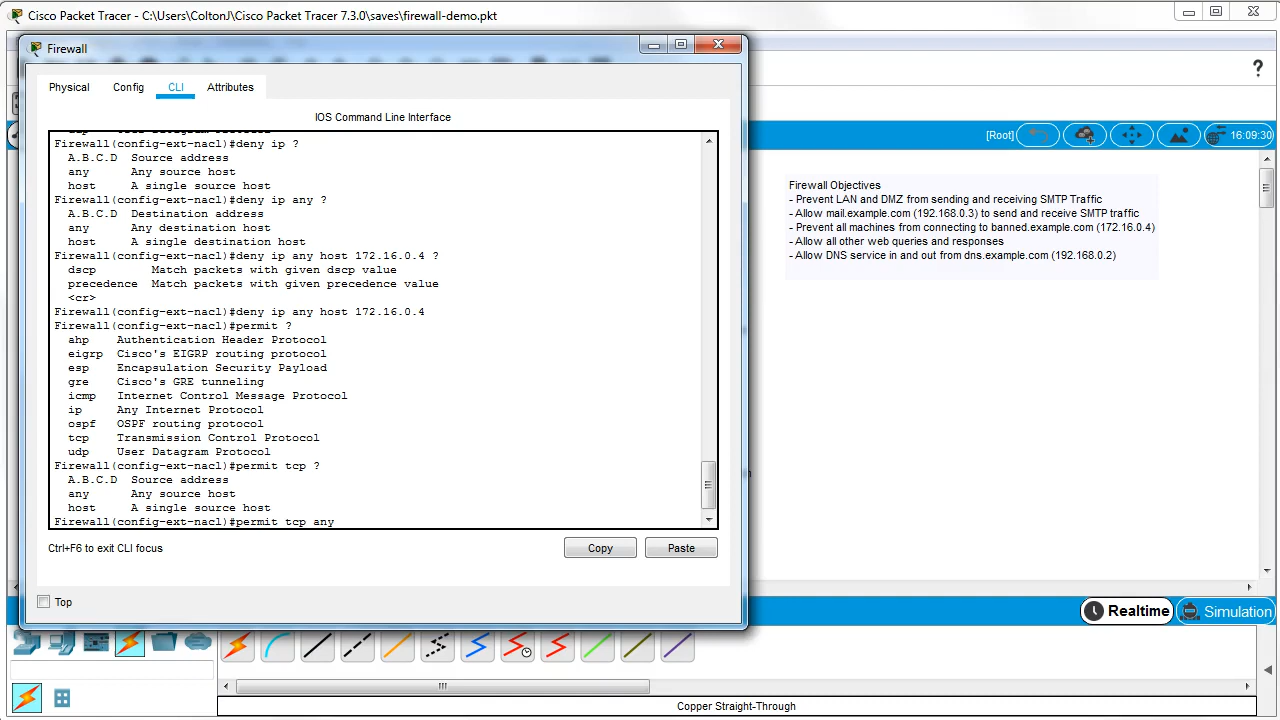 Cisco Packet Tracer - C:\Users\ColtonJ\Cisco Packet Tracer 7.3.0\saves\firewall-demo.pkt
Firewall
Physical Config CLI Attributes
IOS Command Line Interface
Firewall(config-ext-nacl)#deny ip ?
A.B.C.D Source address
any Any source host
host A single source host
Firewall(config-ext-nacl)#deny ip any ?
A.B.C.D Destination address
any Any destination host
host A single destination host
Firewall(config-ext-nacl)#deny ip any host 172.16.0.4 ?
dscp Match packets with given dscp value
precedence Match packets with given precedence value
<cr>
Firewall(config-ext-nacl)#deny ip any host 172.16.0.4
Firewall(config-ext-nacl)#permit ?
ahp Authentication Header Protocol
eigrp Cisco's EIGRP routing protocol
esp Encapsulation Security Payload
gre Cisco's GRE tunneling
icmp Internet Control Message Protocol
ip Any Internet Protocol
ospf OSPF routing protocol
tcp Transmission Control Protocol
udp User Datagram Protocol
Firewall(config-ext-nacl)#permit tcp ?
A.B.C.D Source address
any Any source host
host A single source host
Firewall(config-ext-nacl)#permit tcp any
Ctrl+F6 to exit CLI focus
Copy Paste
Top
?
[Root] 16:09:30
Firewall Objectives
- Prevent LAN and DMZ from sending and receiving SMTP Traffic
- Allow mail.example.com (192.168.0.3) to send and receive SMTP traffic
- Prevent all machines from connecting to banned.example.com (172.16.0.4)
- Allow all other web queries and responses
- Allow DNS service in and out from dns.example.com (192.168.0.2)
Realtime Simulation
Copper Straight-Through